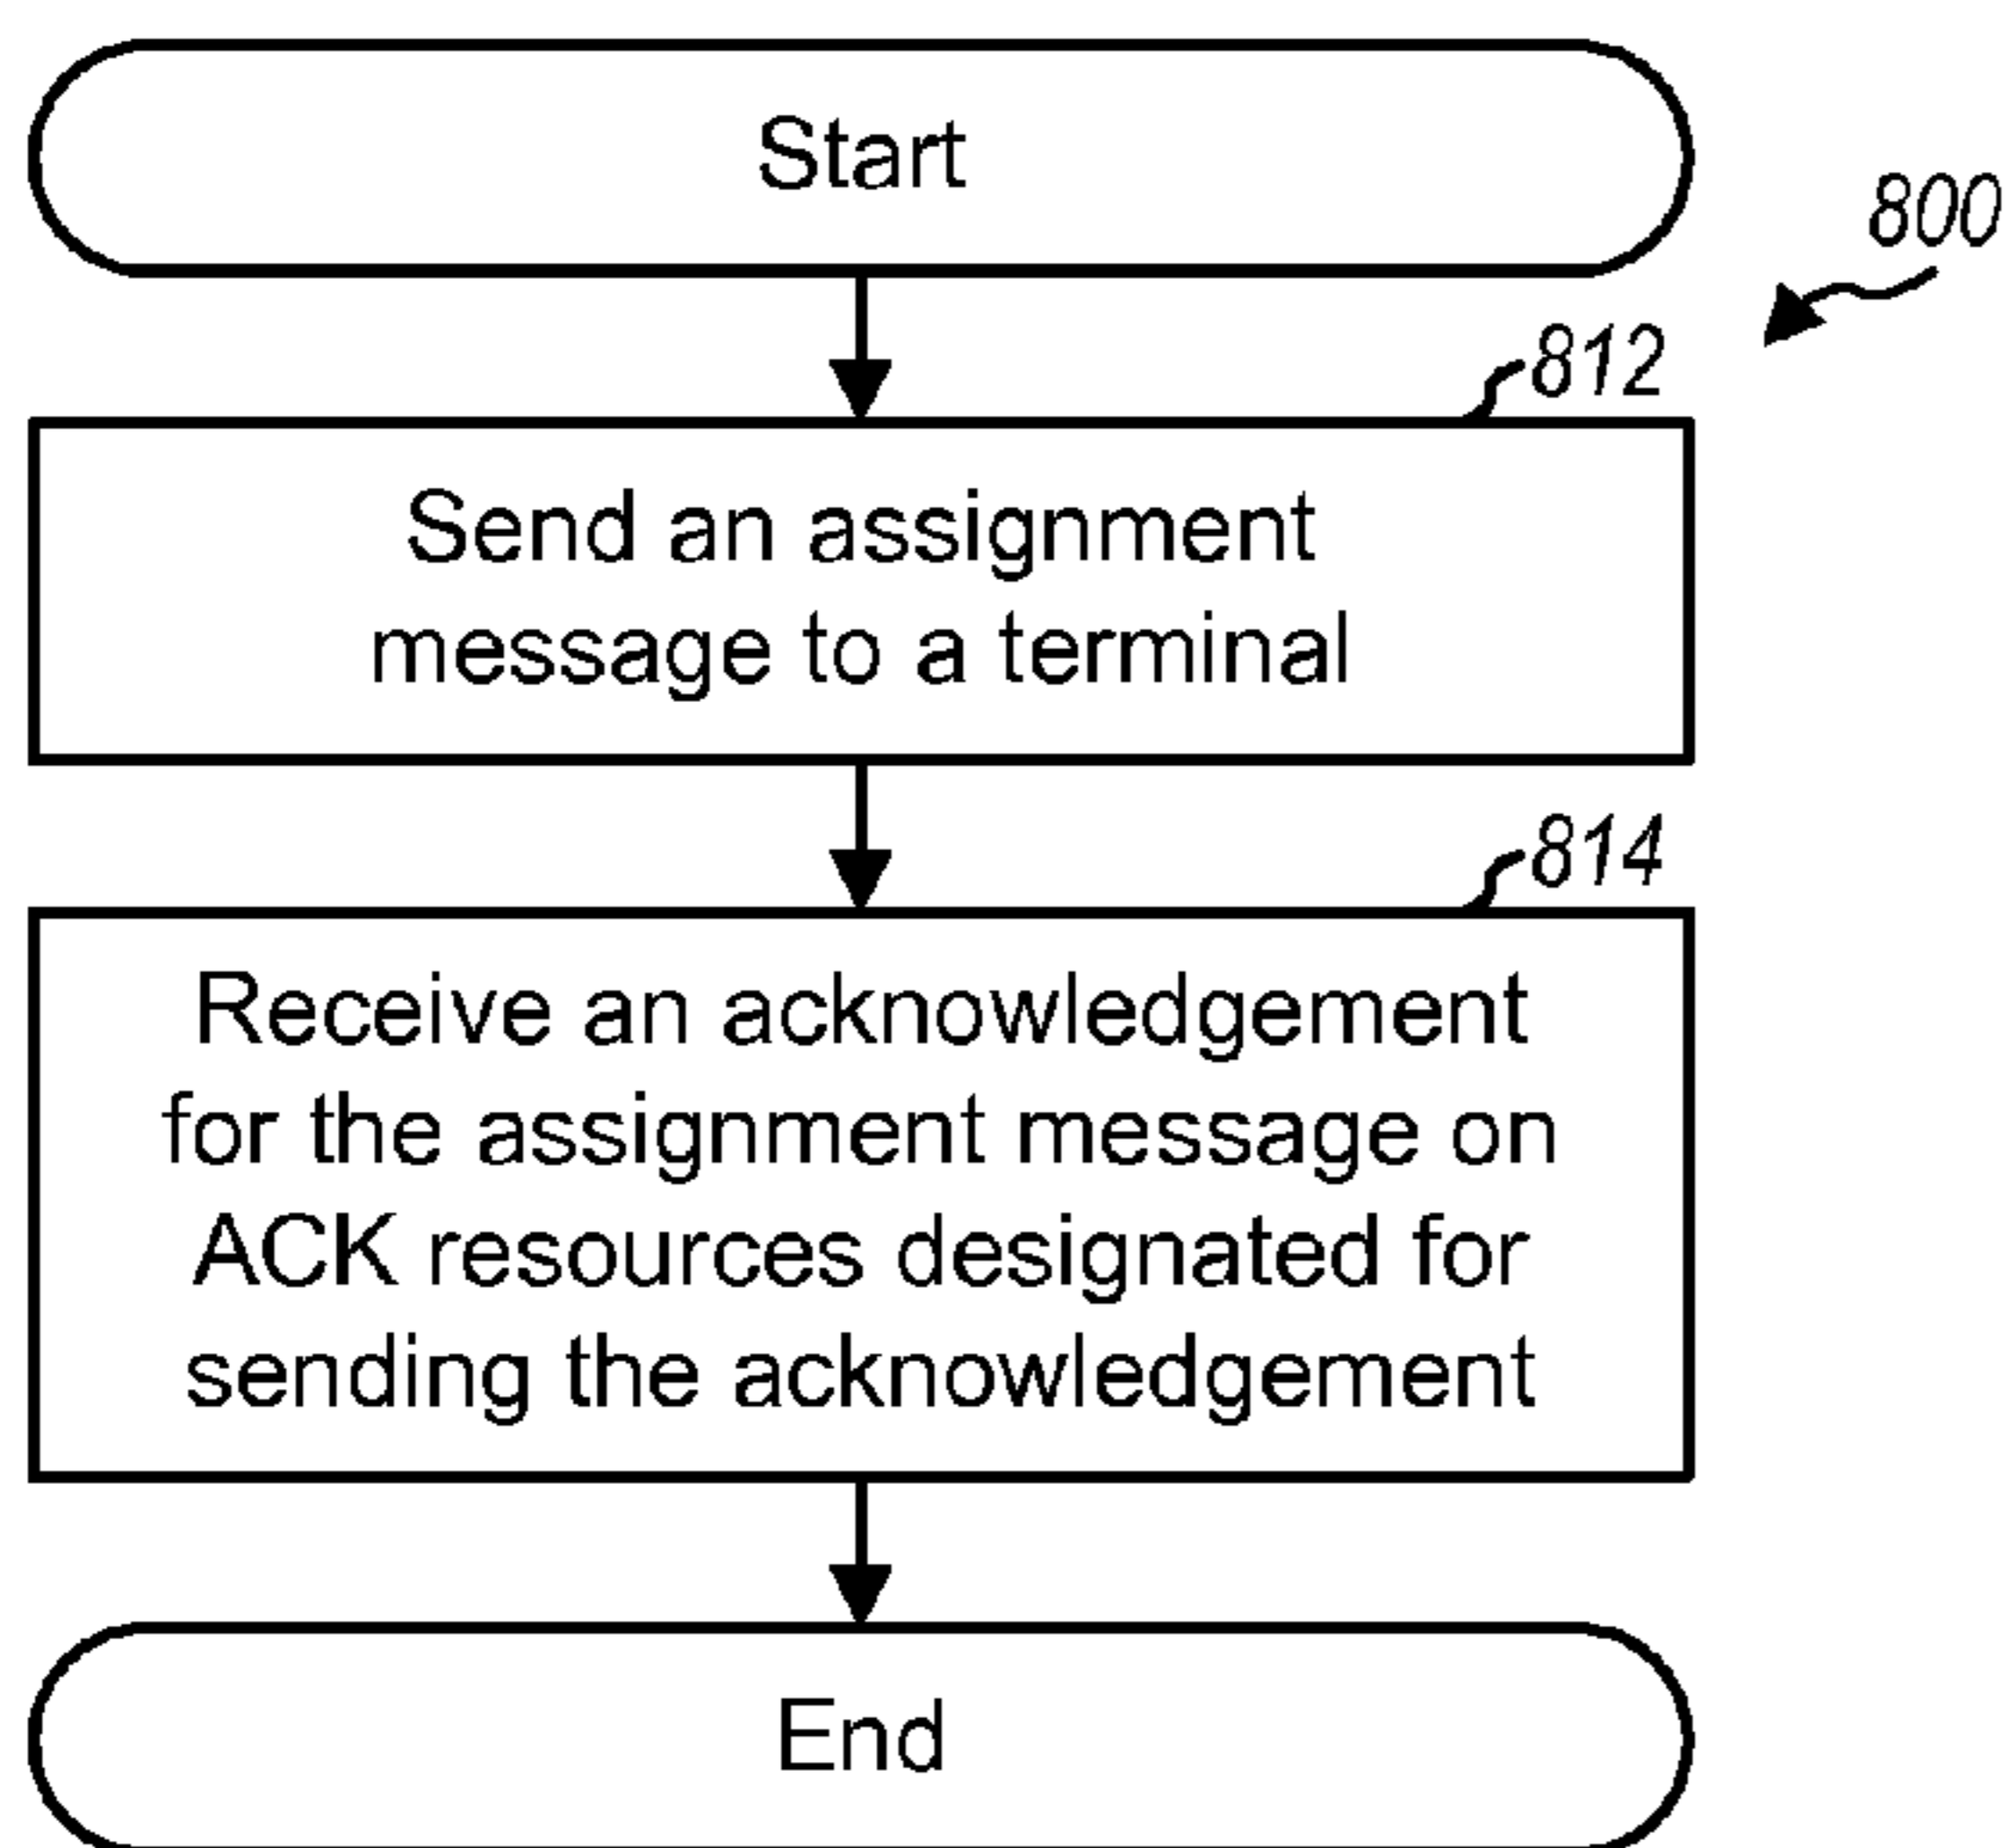 Start
800
812
Send an assignment
message to a terminal
814
Receive an acknowledgement
for the assignment message on
ACK resources designated for
sending the acknowledgement
End